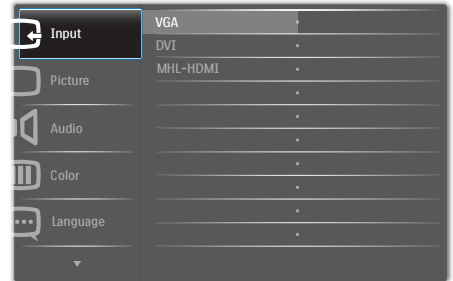 Input
Picture
Audio
Color
Language
VGA
DVI
MHL-HDMI